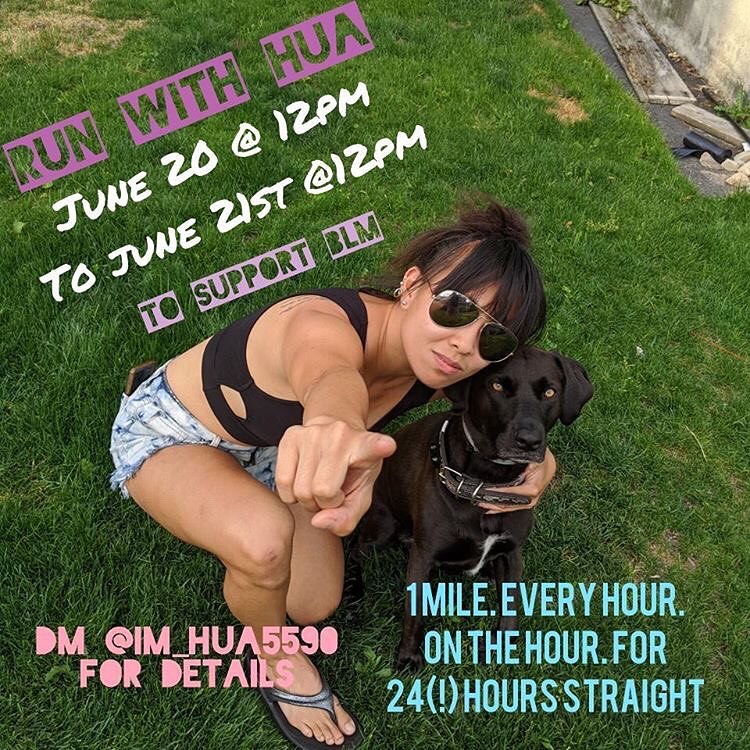 RUN WITH HUA
JUNE 20 @ 12PM
TO JUNE 21ST @12PM
TO SUPPORT BLM
1 MILE. EVERY HOUR.
ON THE HOUR. FOR
24(!) HOURS STRAIGHT
DM @IM_HUA5590
FOR DETAILS